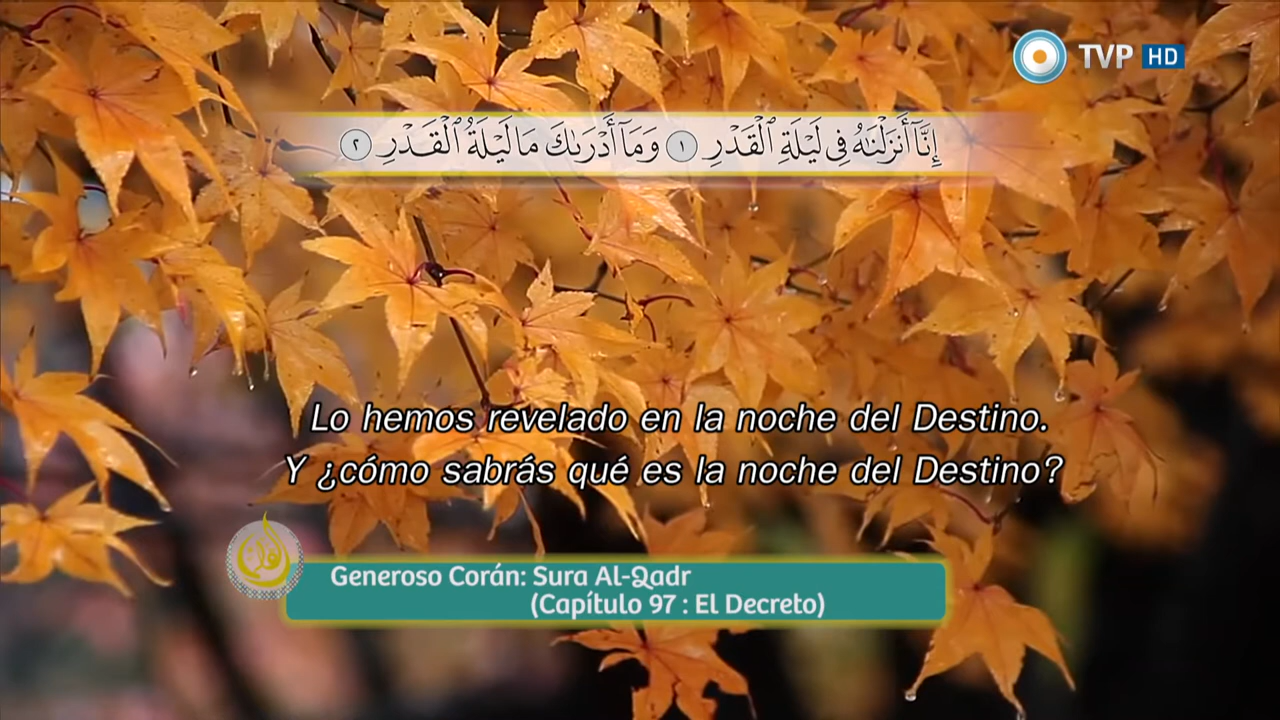 TVP HD
إِنَّآ أَنزَلْنَٰهُ فِى لَيْلَةِ ٱلْقَدْرِ ١ وَمَآ أَدْرَىٰكَ مَا لَيْلَةُ ٱلْقَدْرِ ٢
Lo hemos revelado en la noche del Destino.
Y ¿cómo sabrás qué es la noche del Destino?
Generoso Corán: Sura Al-Qadr
(Capítulo 97 : El Decreto)